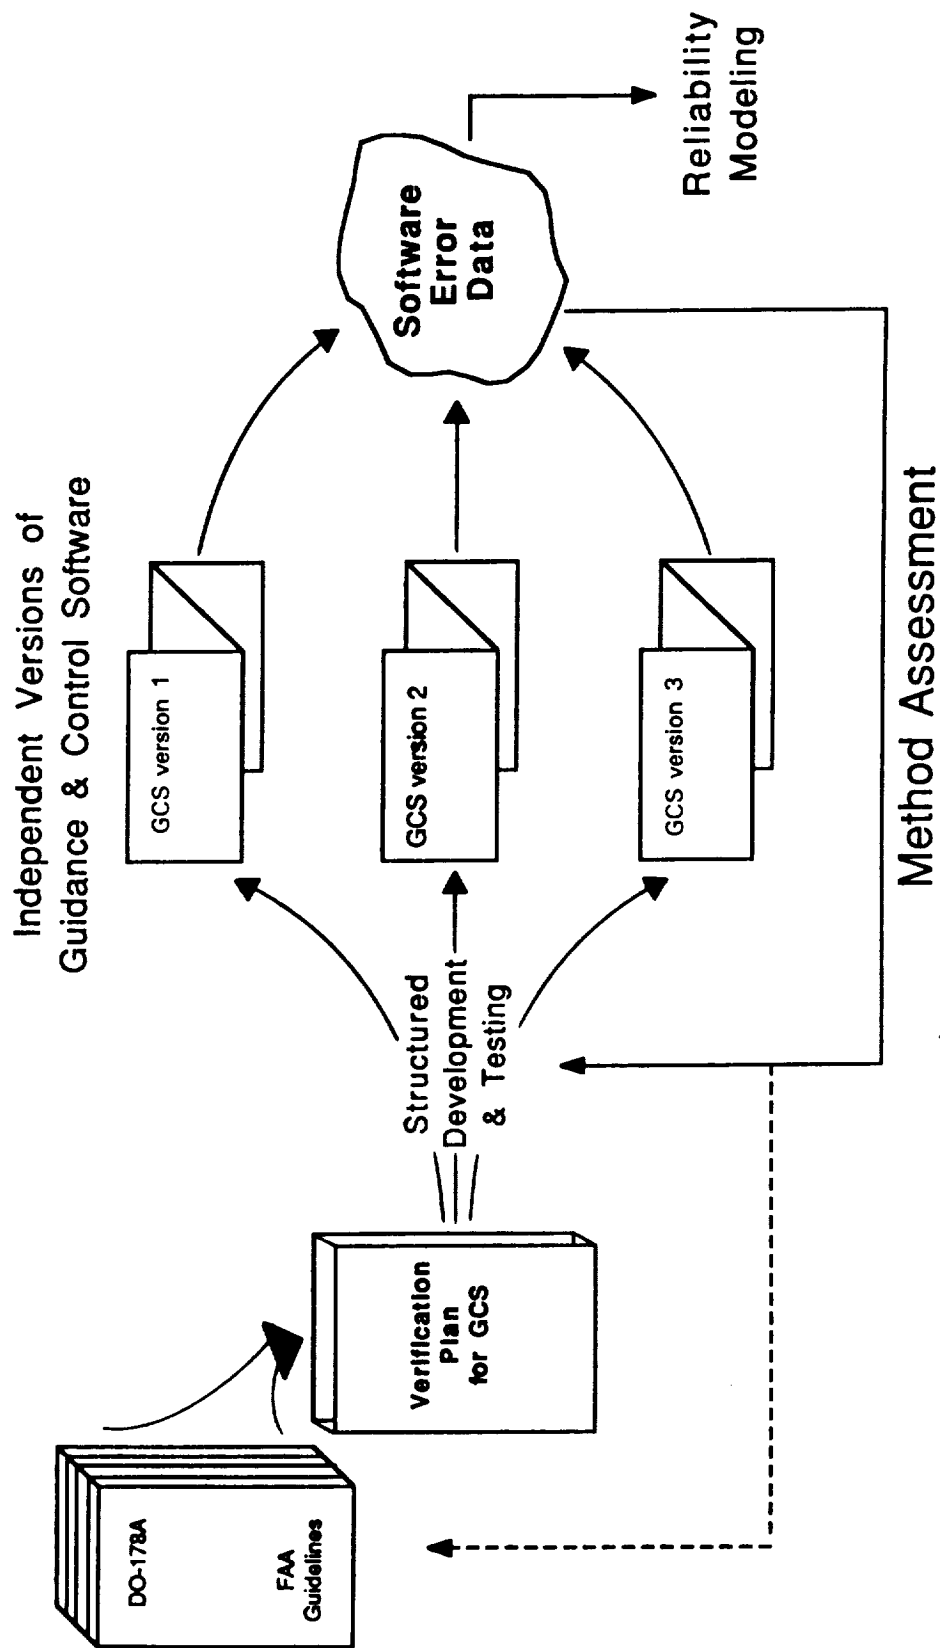 Independent Versions of
Guidance & Control Software
DO-178A
FAA
Guidelines
Verification
Plan
for GCS
Structured
Development
& Testing
GCS version 1
GCS version 2
GCS version 3
Software
Error
Data
Reliability
Modeling
Method Assessment